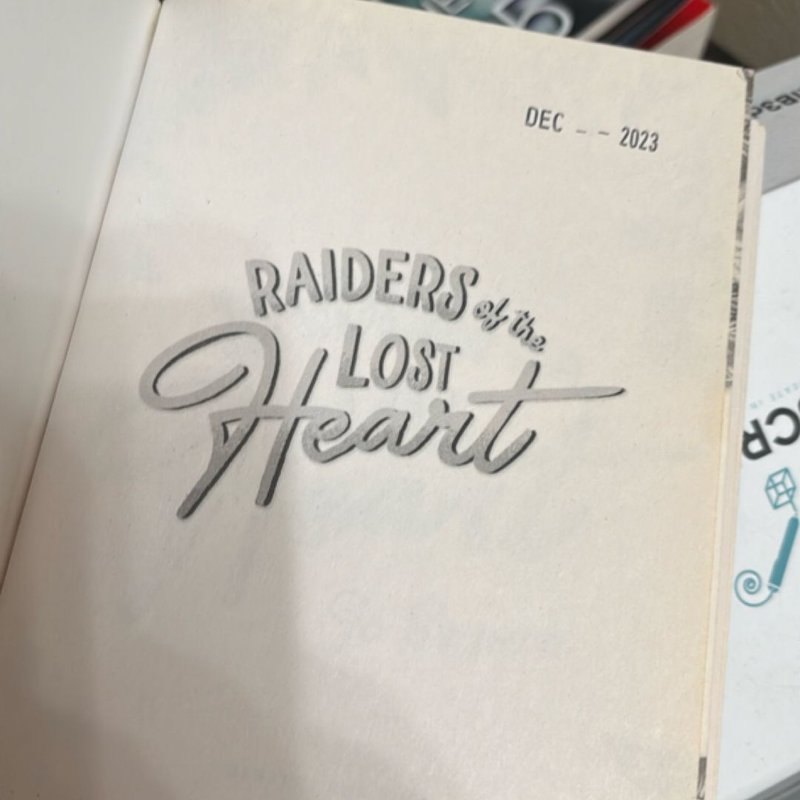 DEC -- 2023
RAIDERS of the
LOST
Heart